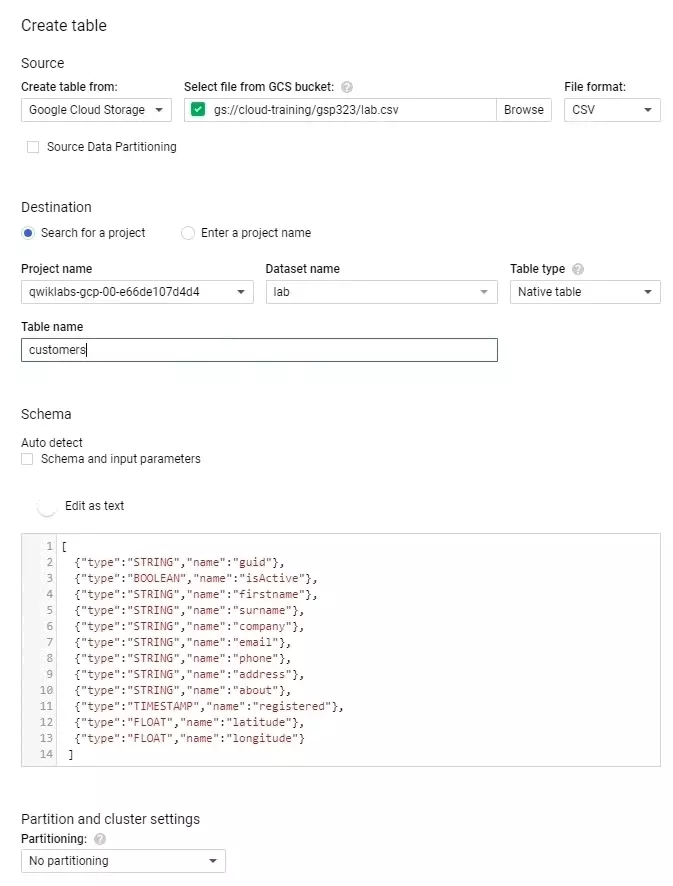 Create table
Source
Create table from: Select file from GCS bucket: ? File format:
Google Cloud Storage gs://cloud-training/gsp323/lab.csv Browse CSV
Source Data Partitioning
Destination
Search for a project Enter a project name
Project name Dataset name Table type ?
qwiklabs-gcp-00-e66de107d4d4 lab Native table
Table name
customers
Schema
Auto detect
Schema and input parameters
Edit as text
1 [
2 {"type":"STRING","name":"guid"},
3 {"type":"BOOLEAN","name":"isActive"},
4 {"type":"STRING","name":"firstname"},
5 {"type":"STRING","name":"surname"},
6 {"type":"STRING","name":"company"},
7 {"type":"STRING","name":"email"},
8 {"type":"STRING","name":"phone"},
9 {"type":"STRING","name":"address"},
10 {"type":"STRING","name":"about"},
11 {"type":"TIMESTAMP","name":"registered"},
12 {"type":"FLOAT","name":"latitude"},
13 {"type":"FLOAT","name":"longitude"}
14 ]
Partition and cluster settings
Partitioning: ?
No partitioning